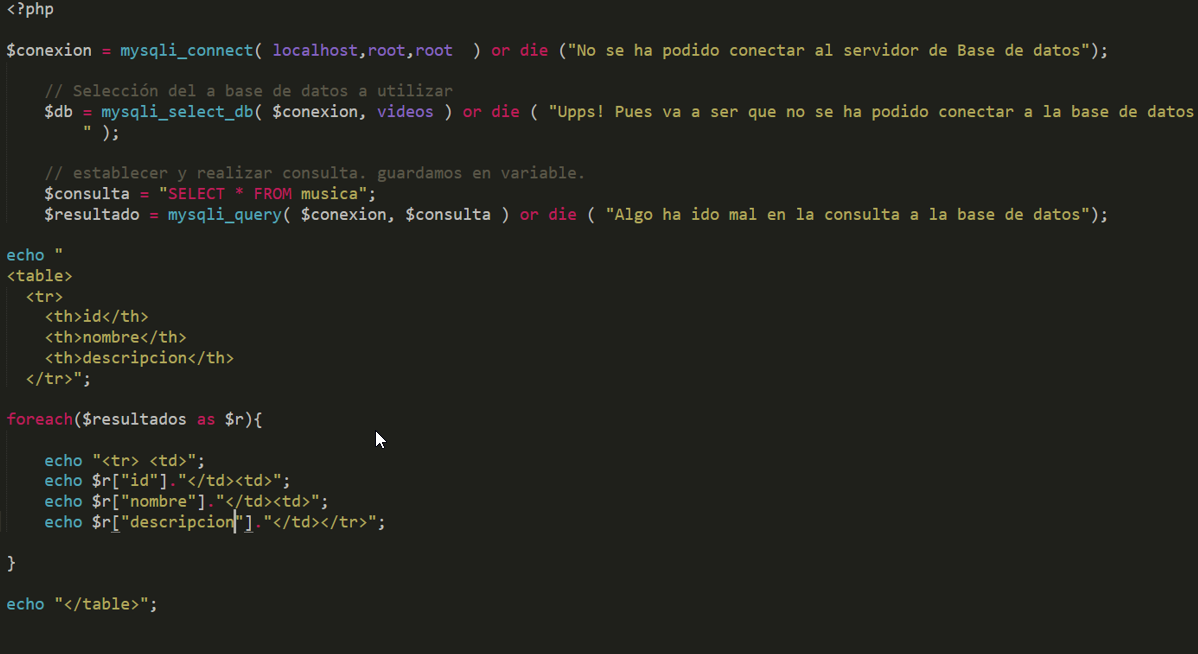 <?php
$conexion = mysqli_connect( localhost,root,root  ) or die ("No se ha podido conectar al servidor de Base de datos");
// Selección del a base de datos a utilizar
$db = mysqli_select_db( $conexion, videos ) or die ( "Upps! Pues va a ser que no se ha podido conectar a la base de datos
" );
// establecer y realizar consulta. guardamos en variable.
$consulta = "SELECT * FROM musica";
$resultado = mysqli_query( $conexion, $consulta ) or die ( "Algo ha ido mal en la consulta a la base de datos");
echo "
<table>
<tr>
<th>id</th>
<th>nombre</th>
<th>descripcion</th>
</tr>";
foreach($resultados as $r){
echo "<tr> <td>";
echo $r["id"]."</td><td>";
echo $r["nombre"]."</td><td>";
echo $r["descripcion"]."</td></tr>";
}
echo "</table>";